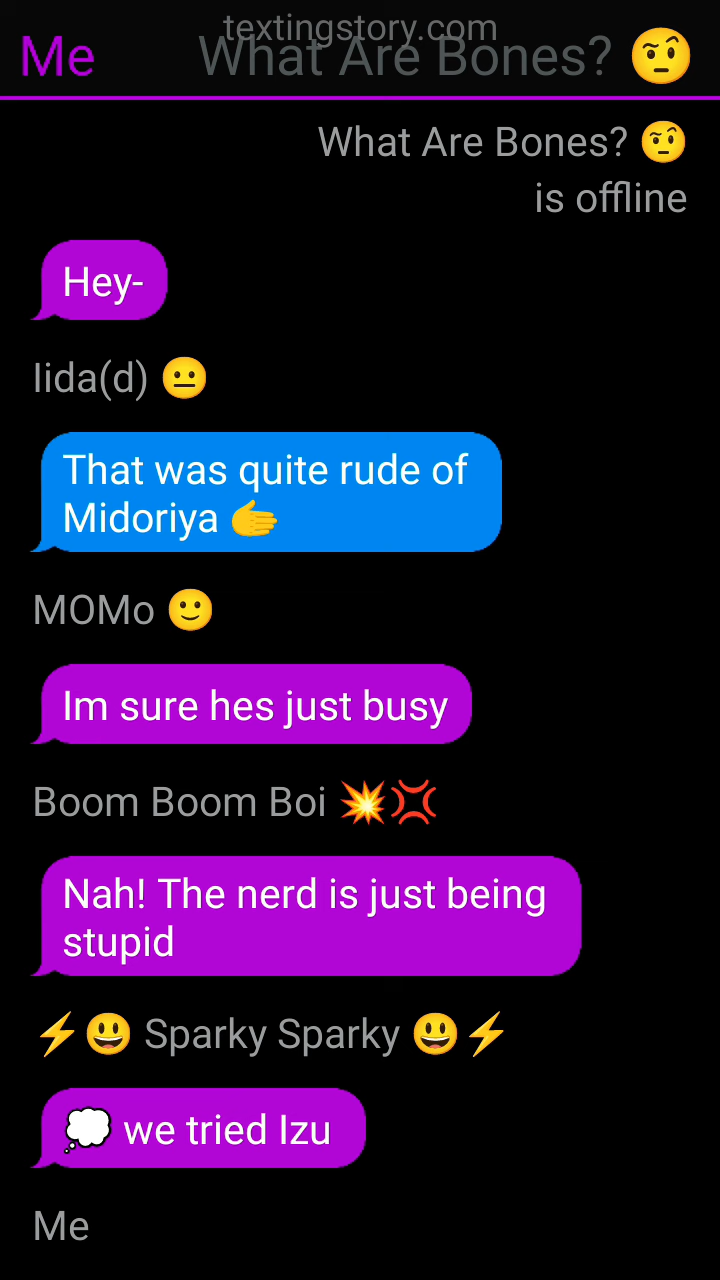 textingstory.com
Me What Are Bones? 🤨
What Are Bones? 🤨
is offline
Hey-
Iida(d) 😐
That was quite rude of
Midoriya 🫱
MOMo 🙂
Im sure hes just busy
Boom Boom Boi 💥💢
Nah! The nerd is just being
stupid
⚡😃 Sparky Sparky 😃⚡
💭 we tried Izu
Me